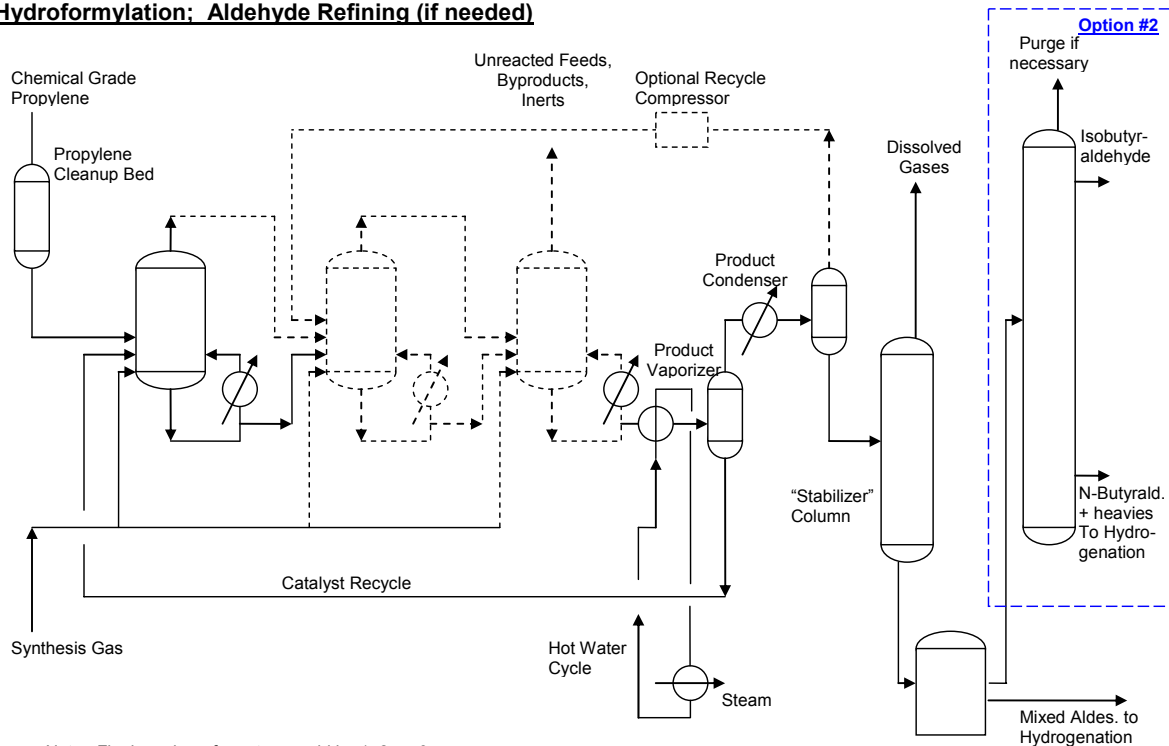 Hydroformylation; Aldehyde Refining (if needed)
Option #2
Purge if
necessary
Unreacted Feeds,
Byproducts,
Inerts
Optional Recycle
Compressor
Chemical Grade
Propylene
Propylene
Cleanup Bed
Dissolved
Gases
Isobutyr-
aldehyde
Product
Condenser
Product
Vaporizer
"Stabilizer"
Column
N-Butyrald.
+ heavies
To Hydro-
genation
Catalyst Recycle
Synthesis Gas
Hot Water
Cycle
Steam
Mixed Aldes. to
Hydrogenation